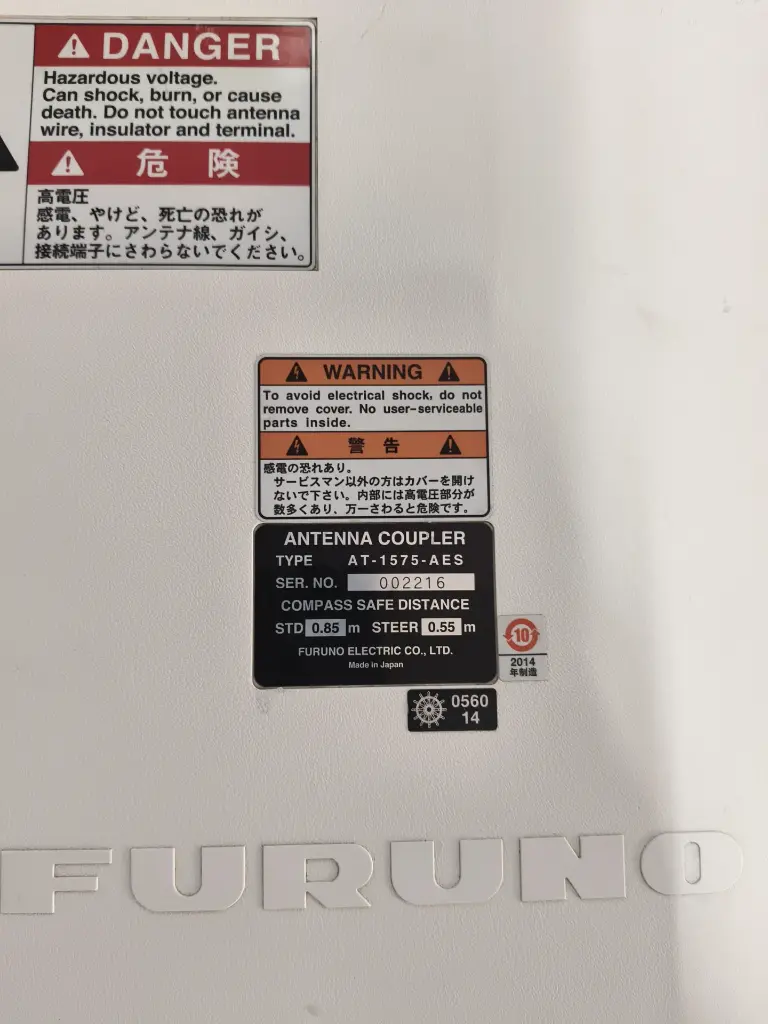 DANGER
Hazardous voltage.
Can shock, burn, or cause
death. Do not touch antenna
wire, insulator and terminal.
危 険
高電圧
感電、やけど、死亡の恐れが
あります。アンテナ線、ガイシ、
接続端子にさわらないでください。
WARNING
To avoid electrical shock, do not
remove cover. No user-serviceable
parts inside.
警 告
感電の恐れあり。
サービスマン以外の方はカバーを開け
ないで下さい。内部には高電圧部分が
数多くあり、万一さわると危険です。
ANTENNA COUPLER
TYPE AT-1575-AES
SER. NO. 002216
COMPASS SAFE DISTANCE
STD 0.85 m STEER 0.55 m
FURUNO ELECTRIC CO., LTD.
Made in Japan
10
2014
年制造
0560
14
FURUNO